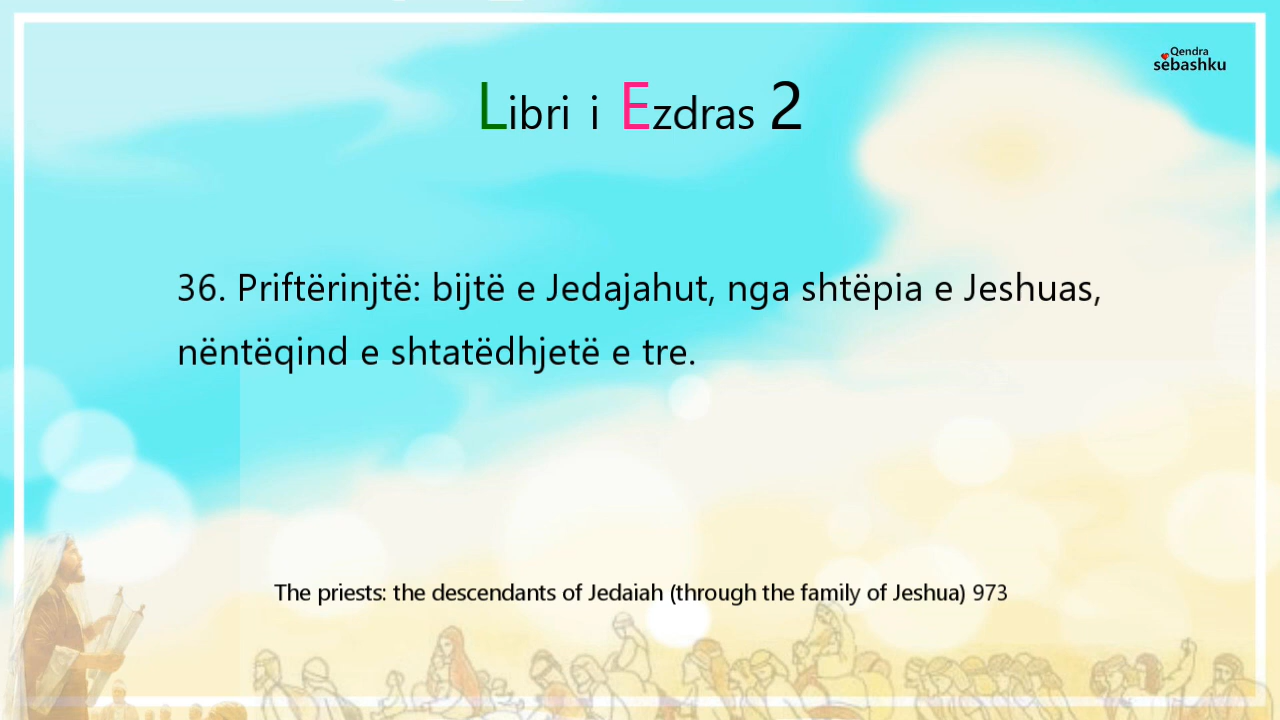 Qendra
sëbashku
Libri i Ezdras 2
36. Priftërinjtë: bijtë e Jedajahut, nga shtëpia e Jeshuas,
nëntëqind e shtatëdhjetë e tre.
The priests: the descendants of Jedaiah (through the family of Jeshua) 973